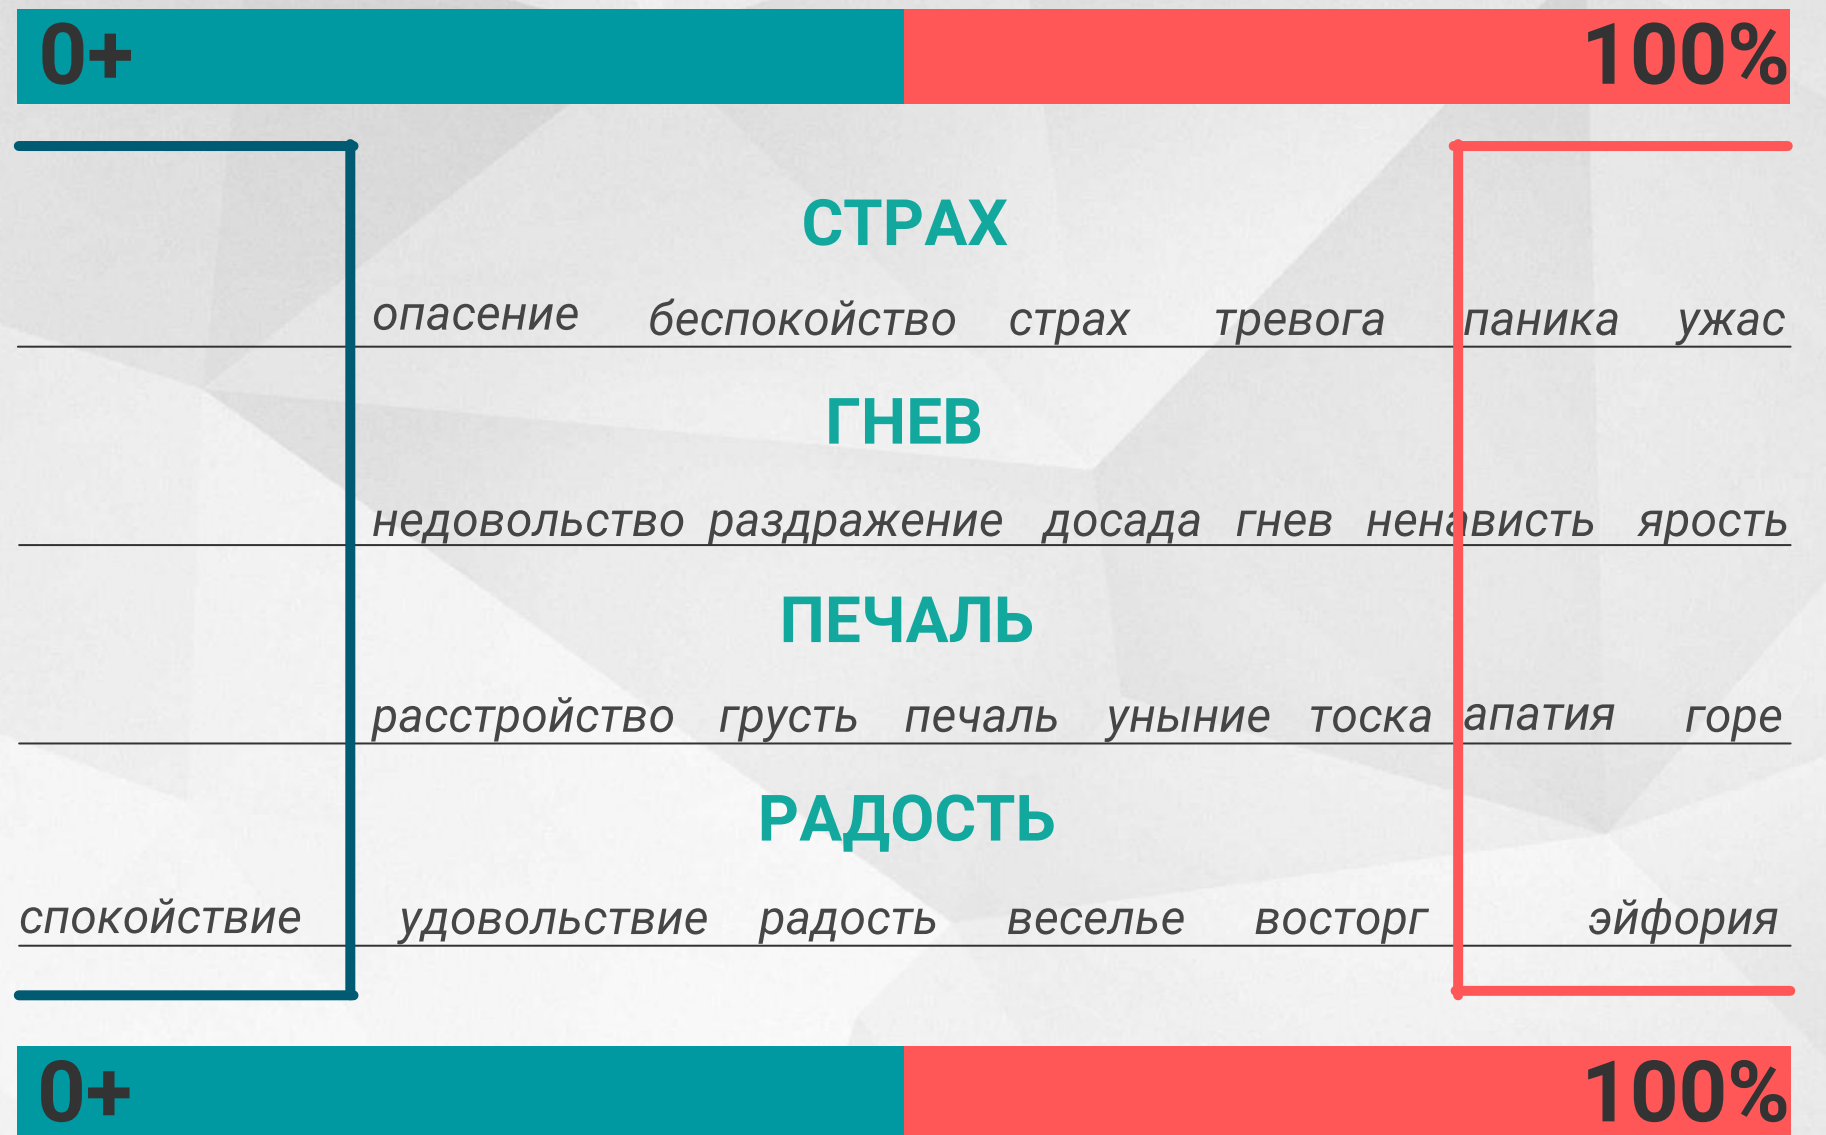 0+ 100%
СТРАХ
опасение беспокойство страх тревога паника ужас
ГНЕВ
недовольство раздражение досада гнев ненависть ярость
ПЕЧАЛЬ
расстройство грусть печаль уныние тоска апатия горе
РАДОСТЬ
спокойствие удовольствие радость веселье восторг эйфория
0+ 100%